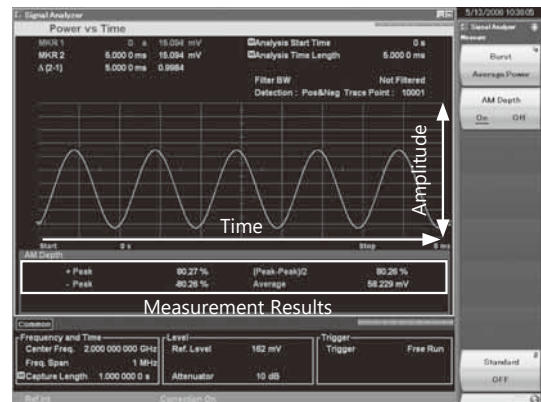 Signal Analyzer
5/13/2008 10:38:05
Power vs Time
Signal Analyzer
Measure
MKR 1 0 s 15.094 mV
MKR 2 5.000 0 ms 15.094 mV
Δ (2-1) 5.000 0 ms 0.9984
Analysis Start Time 0 s
Analysis Time Length 5.000 0 ms
Filter BW Not Filtered
Detection : Pos&Neg Trace Point : 10001
Burst
Average Power
AM Depth
On Off
Amplitude
Time
Start 0 s
Stop ms
AM Depth
+ Peak 80.27 % (Peak-Peak)/2 80.26 %
- Peak -80.26 % Average 58.229 mV
Measurement Results
Common
Frequency and Time
Center Freq. 2.000 000 000 GHz
Freq. Span 1 MHz
Capture Length 1.000 000 0 s
Level
Ref. Level 162 mV
Attenuator 10 dB
Trigger
Trigger Free Run
Standard
OFF
Ref.Int
Correction On